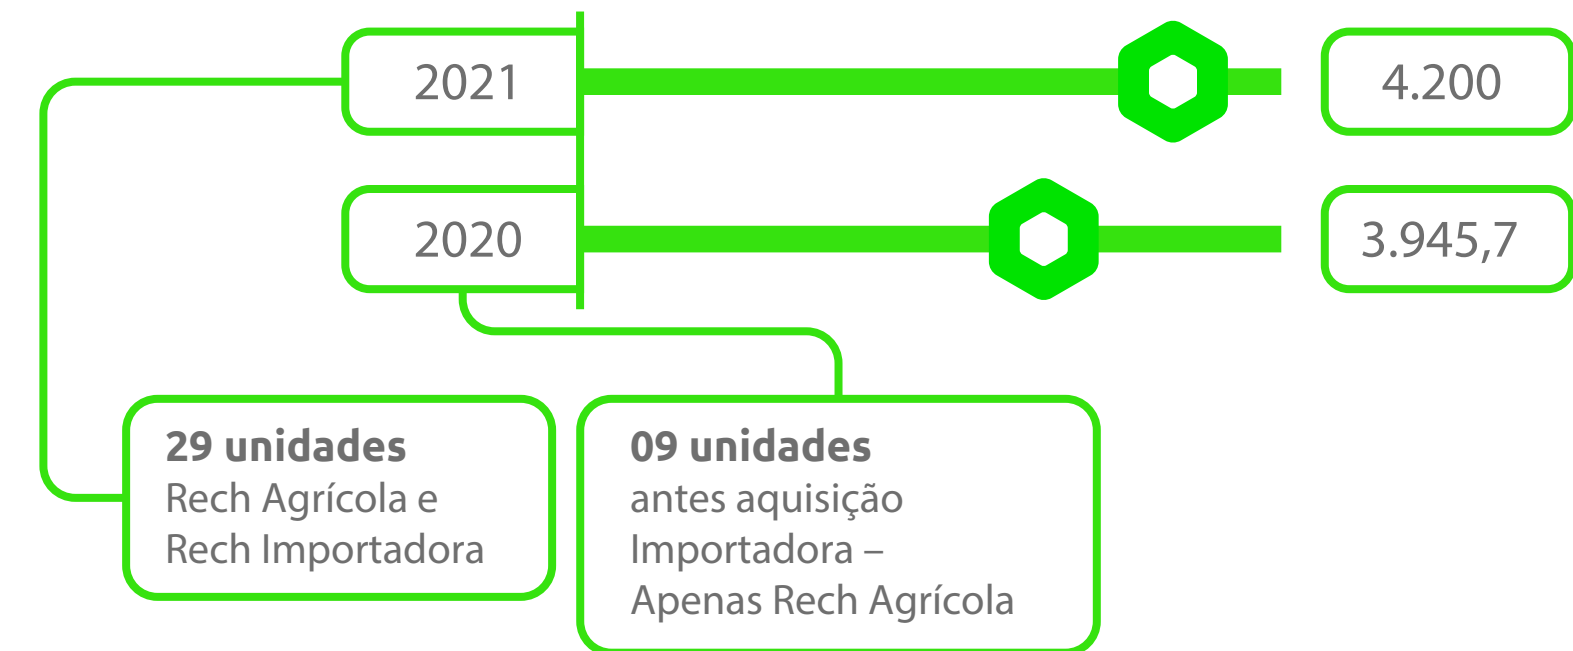 2021
4.200
2020
3.945,7
29 unidades
Rech Agrícola e
Rech Importadora
09 unidades
antes aquisição
Importadora –
Apenas Rech Agrícola